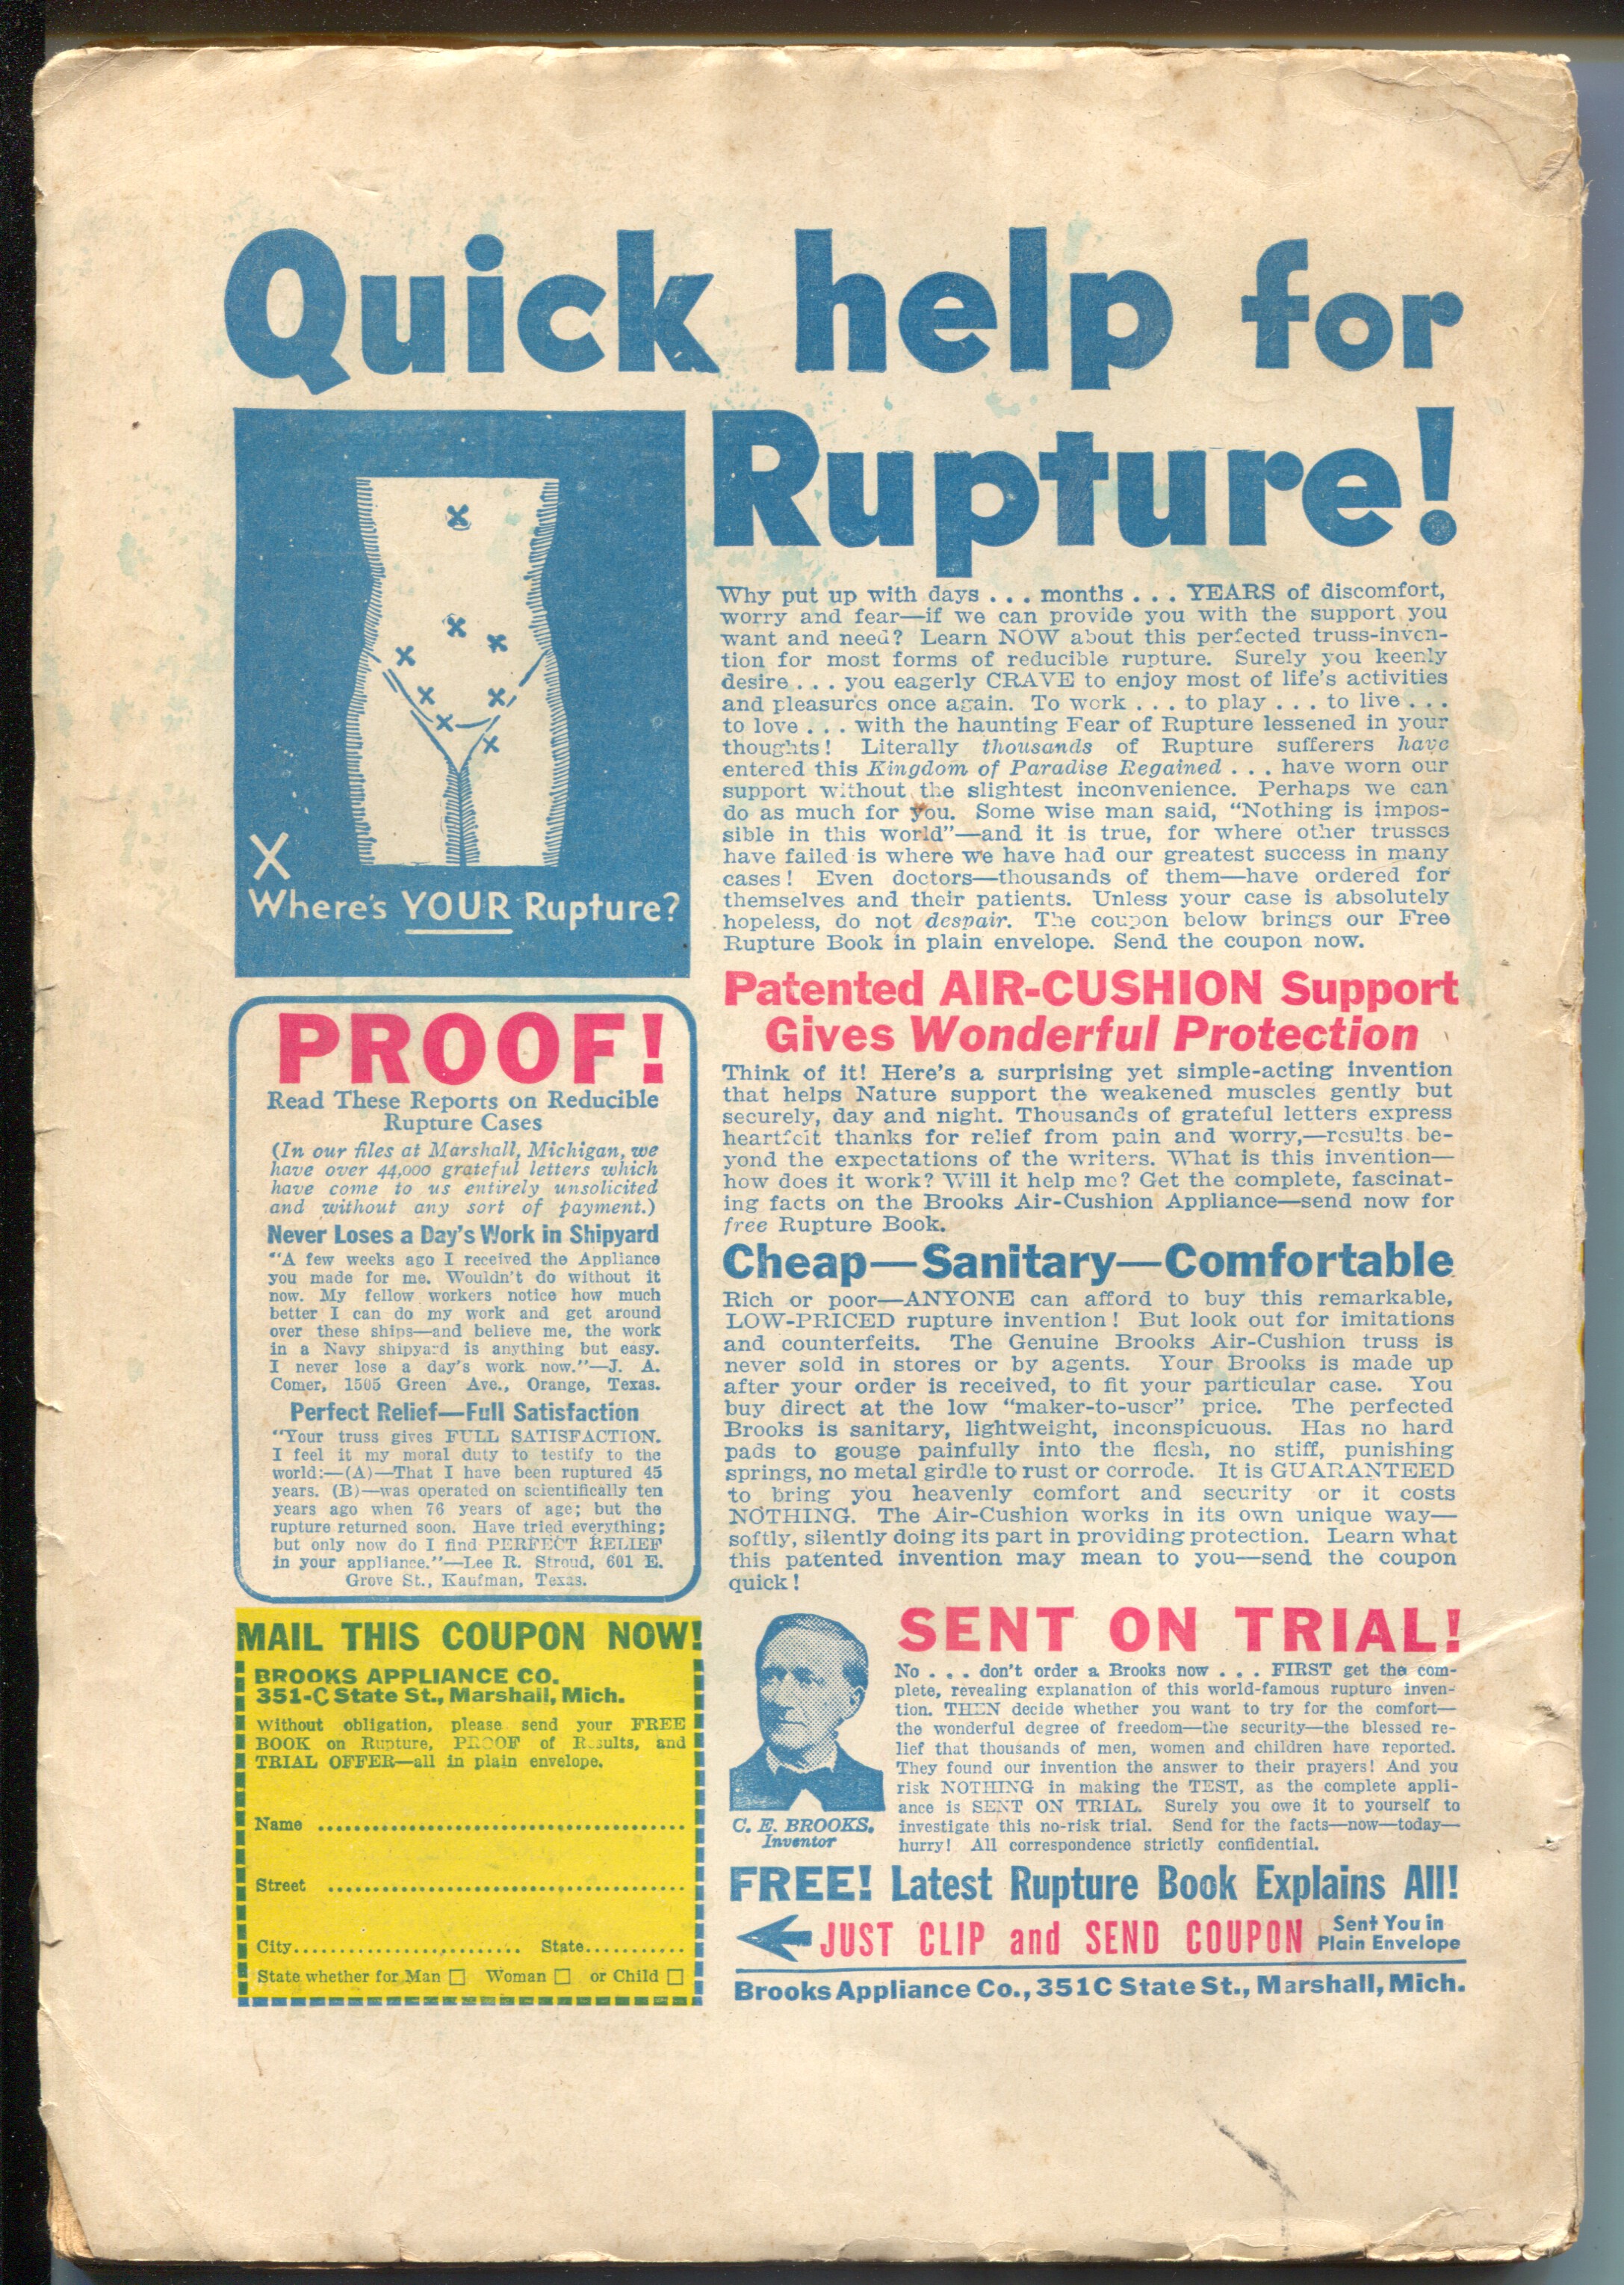 Quick help for
Rupture!
X
Where's YOUR Rupture?
Why put up with days . . . months . . . YEARS of discomfort,
worry and fear—if we can provide you with the support you
want and need? Learn NOW about this perfected truss-inven-
tion for most forms of reducible rupture. Surely you keenly
desire . . . you eagerly CRAVE to enjoy most of life's activities
and pleasures once again. To work . . . to play . . . to live . . .
to love . . . with the haunting Fear of Rupture lessened in your
thoughts! Literally thousands of Rupture sufferers have
entered this Kingdom of Paradise Regained . . . have worn our
support without the slightest inconvenience. Perhaps we can
do as much for you. Some wise man said, "Nothing is impos-
sible in this world"—and it is true, for where other trusses
have failed is where we have had our greatest success in many
cases! Even doctors—thousands of them—have ordered for
themselves and their patients. Unless your case is absolutely
hopeless, do not despair. The coupon below brings our Free
Rupture Book in plain envelope. Send the coupon now.
Patented AIR-CUSHION Support
Gives Wonderful Protection
Think of it! Here's a surprising yet simple-acting invention
that helps Nature support the weakened muscles gently but
securely, day and night. Thousands of grateful letters express
heartfelt thanks for relief from pain and worry,—results be-
yond the expectations of the writers. What is this invention—
how does it work? Will it help me? Get the complete, fascinat-
ing facts on the Brooks Air-Cushion Appliance—send now for
free Rupture Book.
Cheap—Sanitary—Comfortable
Rich or poor—ANYONE can afford to buy this remarkable,
LOW-PRICED rupture invention! But look out for imitations
and counterfeits. The Genuine Brooks Air-Cushion truss is
never sold in stores or by agents. Your Brooks is made up
after your order is received, to fit your particular case. You
buy direct at the low "maker-to-user" price. The perfected
Brooks is sanitary, lightweight, inconspicuous. Has no hard
pads to gouge painfully into the flesh, no stiff, punishing
springs, no metal girdle to rust or corrode. It is GUARANTEED
to bring you heavenly comfort and security or it costs
NOTHING. The Air-Cushion works in its own unique way—
softly, silently doing its part in providing protection. Learn what
this patented invention may mean to you—send the coupon
quick!
PROOF!
Read These Reports on Reducible
Rupture Cases
(In our files at Marshall, Michigan, we
have over 44,000 grateful letters which
have come to us entirely unsolicited
and without any sort of payment.)
Never Loses a Day's Work in Shipyard
"A few weeks ago I received the Appliance
you made for me. Wouldn't do without it
now. My fellow workers notice how much
better I can do my work and get around
over these ships—and believe me, the work
in a Navy shipyard is anything but easy.
I never lose a day's work now."—J. A.
Comer, 1505 Green Ave., Orange, Texas.
Perfect Relief—Full Satisfaction
"Your truss gives FULL SATISFACTION.
I feel it my moral duty to testify to the
world:—(A)—That I have been ruptured 45
years. (B)—was operated on scientifically ten
years ago when 76 years of age; but the
rupture returned soon. Have tried everything;
but only now do I find PERFECT RELIEF
in your appliance."—Lee R. Stroud, 601 E.
Grove St., Kaufman, Texas.
MAIL THIS COUPON NOW!
BROOKS APPLIANCE CO.
351-C State St., Marshall, Mich.
Without obligation, please send your FREE
BOOK on Rupture, PROOF of Results, and
TRIAL OFFER—all in plain envelope.
Name ........................................
Street ........................................
City......................... State...........
State whether for Man □ Woman □ or Child □
C. E. BROOKS,
Inventor
SENT ON TRIAL!
No . . . don't order a Brooks now . . . FIRST get the com-
plete, revealing explanation of this world-famous rupture inven-
tion. THEN decide whether you want to try for the comfort—
the wonderful degree of freedom—the security—the blessed re-
lief that thousands of men, women and children have reported.
They found our invention the answer to their prayers! And you
risk NOTHING in making the TEST, as the complete appli-
ance is SENT ON TRIAL. Surely you owe it to yourself to
investigate this no-risk trial. Send for the facts—now—today—
hurry! All correspondence strictly confidential.
FREE! Latest Rupture Book Explains All!
JUST CLIP and SEND COUPON Sent You in
Plain Envelope
Brooks Appliance Co., 351C State St., Marshall, Mich.